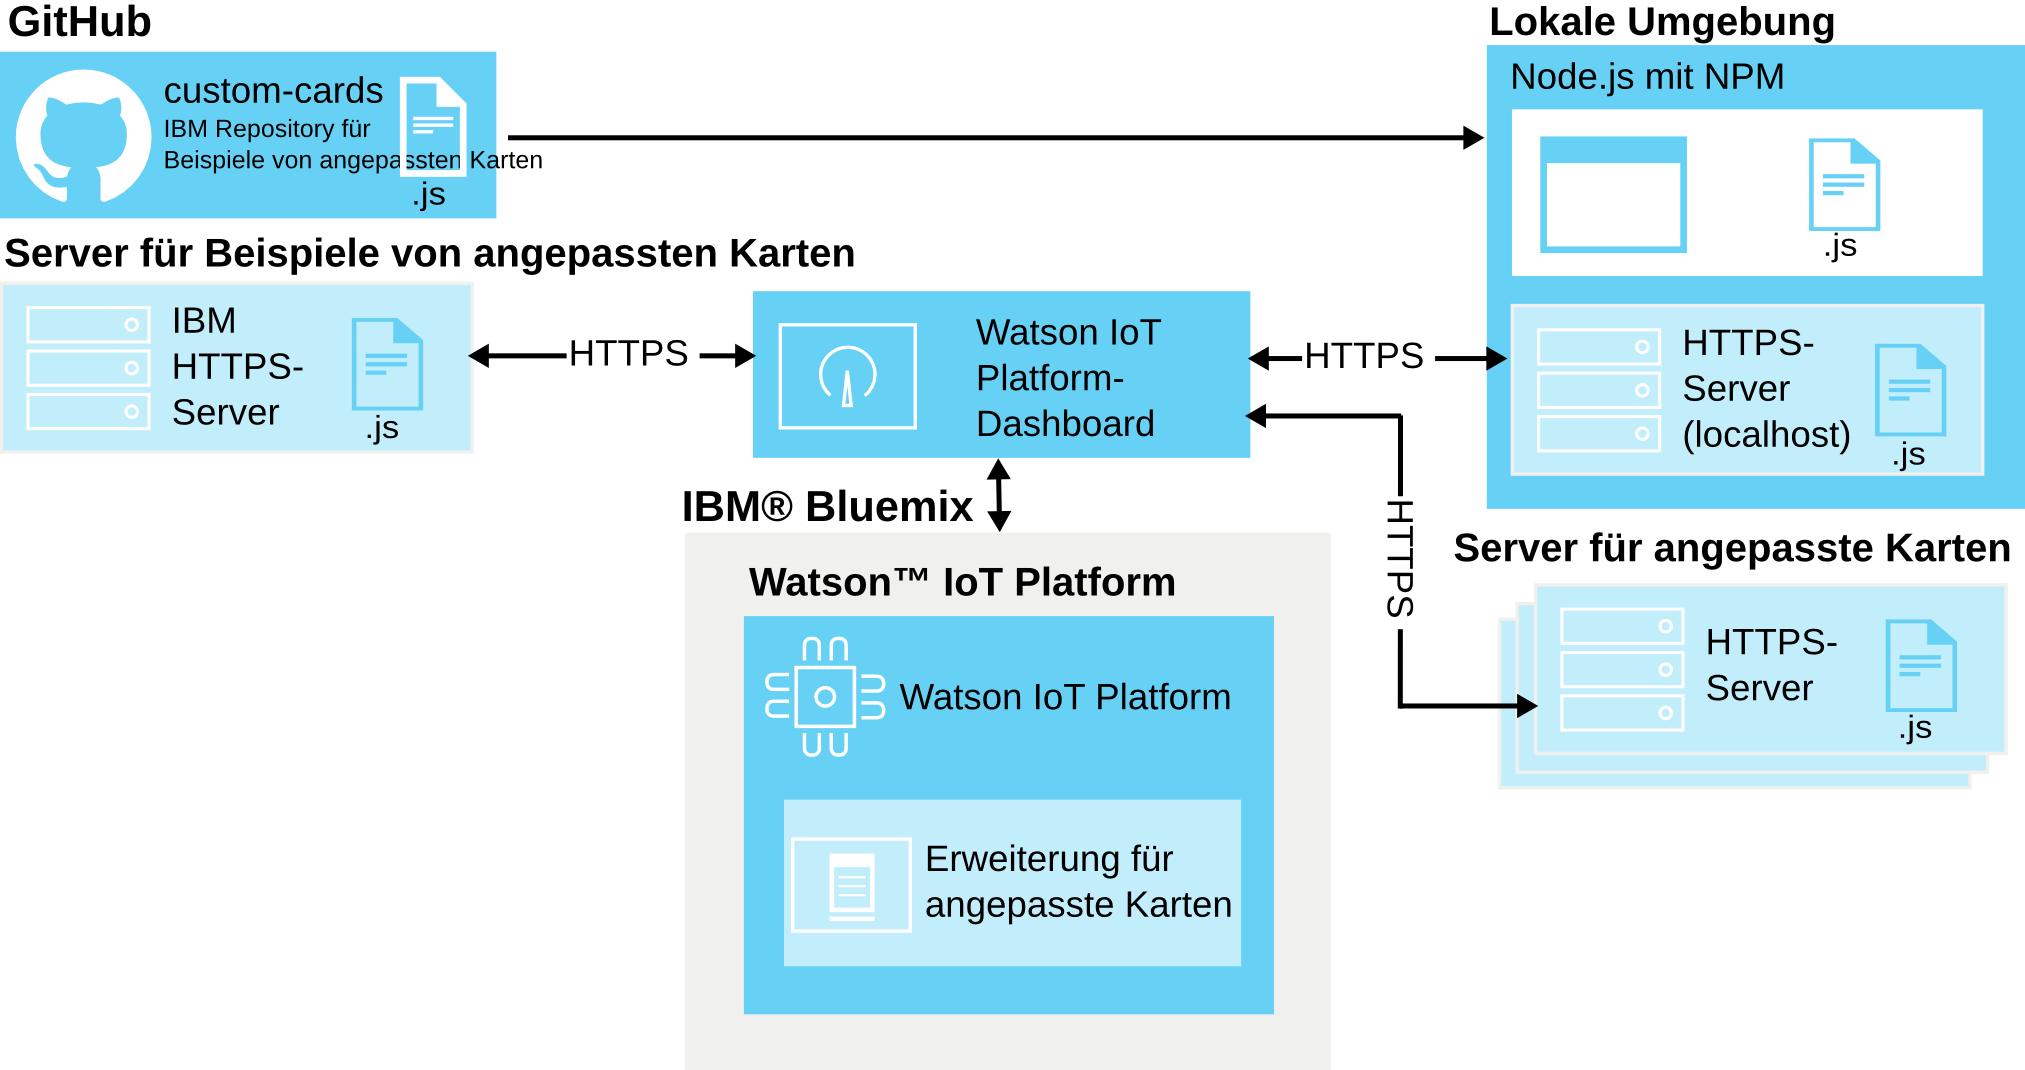 GitHub
custom-cards
IBM Repository für
Beispiele von angepassten Karten
.js
Lokale Umgebung
Node.js mit NPM
.js
HTTPS-
Server
(localhost)
.js
Server für Beispiele von angepassten Karten
IBM
HTTPS-
Server
.js
HTTPS
Watson IoT
Platform-
Dashboard
HTTPS
HTTPS
IBM® Bluemix
Watson™ IoT Platform
Watson IoT Platform
Erweiterung für
angepasste Karten
Server für angepasste Karten
HTTPS-
Server
.js